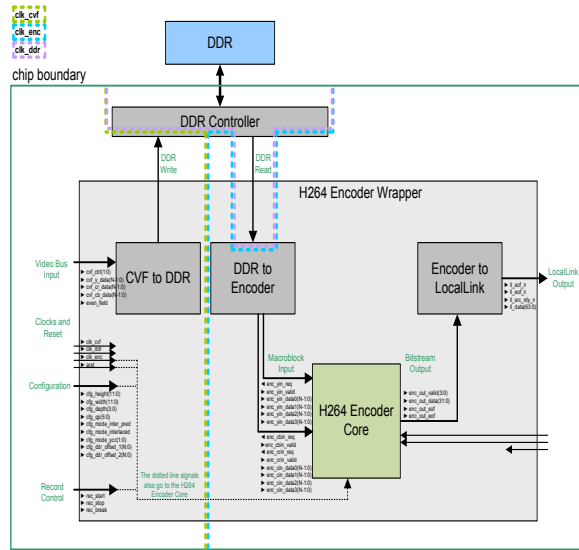 clk_cvf
clk_enc
clk_ddr
chip boundary
DDR
DDR Controller
DDR
Write
DDR
Read
H264 Encoder Wrapper
Video Bus
Input
cvf_ctrl(1:0)
cvf_y_data(N-1:0)
cvf_cr_data(N-1:0)
cvf_cb_data(N-1:0)
even_field
CVF to DDR
DDR to
Encoder
Encoder to
LocalLink
LocalLink
Output
ll_sof_n
ll_eof_n
ll_src_rdy_n
ll_data(63:0)
Clocks and
Reset
clk_cvf
clk_ddr
clk_enc
arst
Configuration
cfg_height(11:0)
cfg_width(11:0)
cfg_depth(3:0)
cfg_qp(5:0)
cfg_mode_inter_pred
cfg_mode_interlaced
cfg_mode_ycc(1:0)
cfg_ddr_offset_1(N:0)
cfg_ddr_offset_2(N:0)
Macroblock
Input
enc_yin_req
enc_yin_valid
enc_yin_data0(N-1:0)
enc_yin_data1(N-1:0)
enc_yin_data2(N-1:0)
enc_yin_data3(N-1:0)
enc_cbin_req
enc_cbin_valid
enc_crin_req
enc_crin_valid
enc_cin_data0(N-1:0)
enc_cin_data1(N-1:0)
enc_cin_data2(N-1:0)
enc_cin_data3(N-1:0)
H264 Encoder
Core
Bitstream
Output
enc_out_valid(3:0)
enc_out_data(31:0)
enc_out_sof
enc_out_eof
The dotted line signals
also go to the H264
Encoder Core
Record
Control
rec_start
rec_stop
rec_break